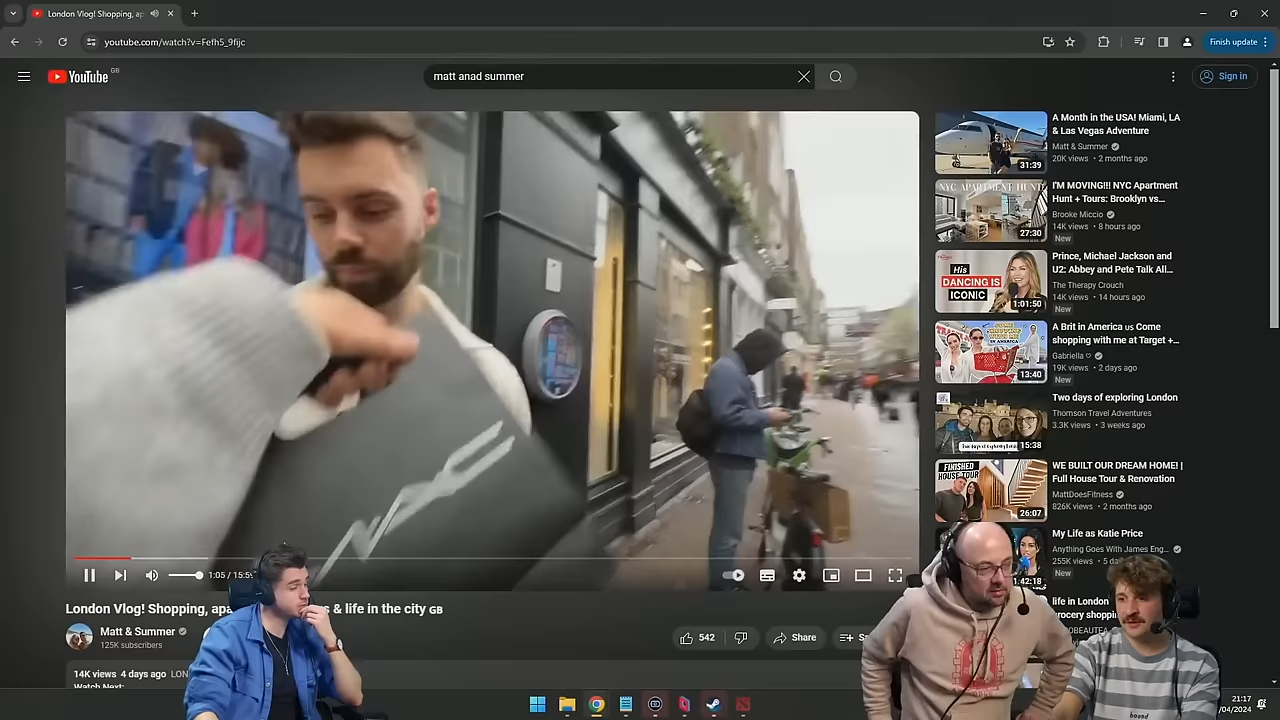 London Vlog! Shopping, ap
youtube.com/watch?v=Fefh5_9fijc
Finish update
YouTube GB
matt anad summer
Sign in
A Month in the USA! Miami, LA
& Las Vegas Adventure
Matt & Summer
20K views • 2 months ago
31:39
NYC APARTMENT HUNT
I'M MOVING!!! NYC Apartment
Hunt + Tours: Brooklyn vs...
Brooke Miccio
14K views • 8 hours ago
New
27:30
His
DANCING IS
ICONIC
1:01:50
Prince, Michael Jackson and
U2: Abbey and Pete Talk All...
The Therapy Crouch
14K views • 14 hours ago
New
A Brit in America vs Come
shopping with me at Target +...
Gabriella ♡
19K views • 2 days ago
New
13:40
Two days of exploring London
Thomson Travel Adventures
3.3K views • 3 weeks ago
15:38
FINISHED
HOUSE TOUR
WE BUILT OUR DREAM HOME! |
Full House Tour & Renovation
MattDoesFitness
826K views • 2 months ago
26:07
My Life as Katie Price
Anything Goes With James Eng...
255K views • 5 da
New
1:42:18
life in London
grocery shoppi
1:05 / 15:5
London Vlog! Shopping, apa s & life in the city GB
Matt & Summer
125K subscribers
542
Share
14K views 4 days ago LON
Watch Next:
bound
21:17
/04/2024